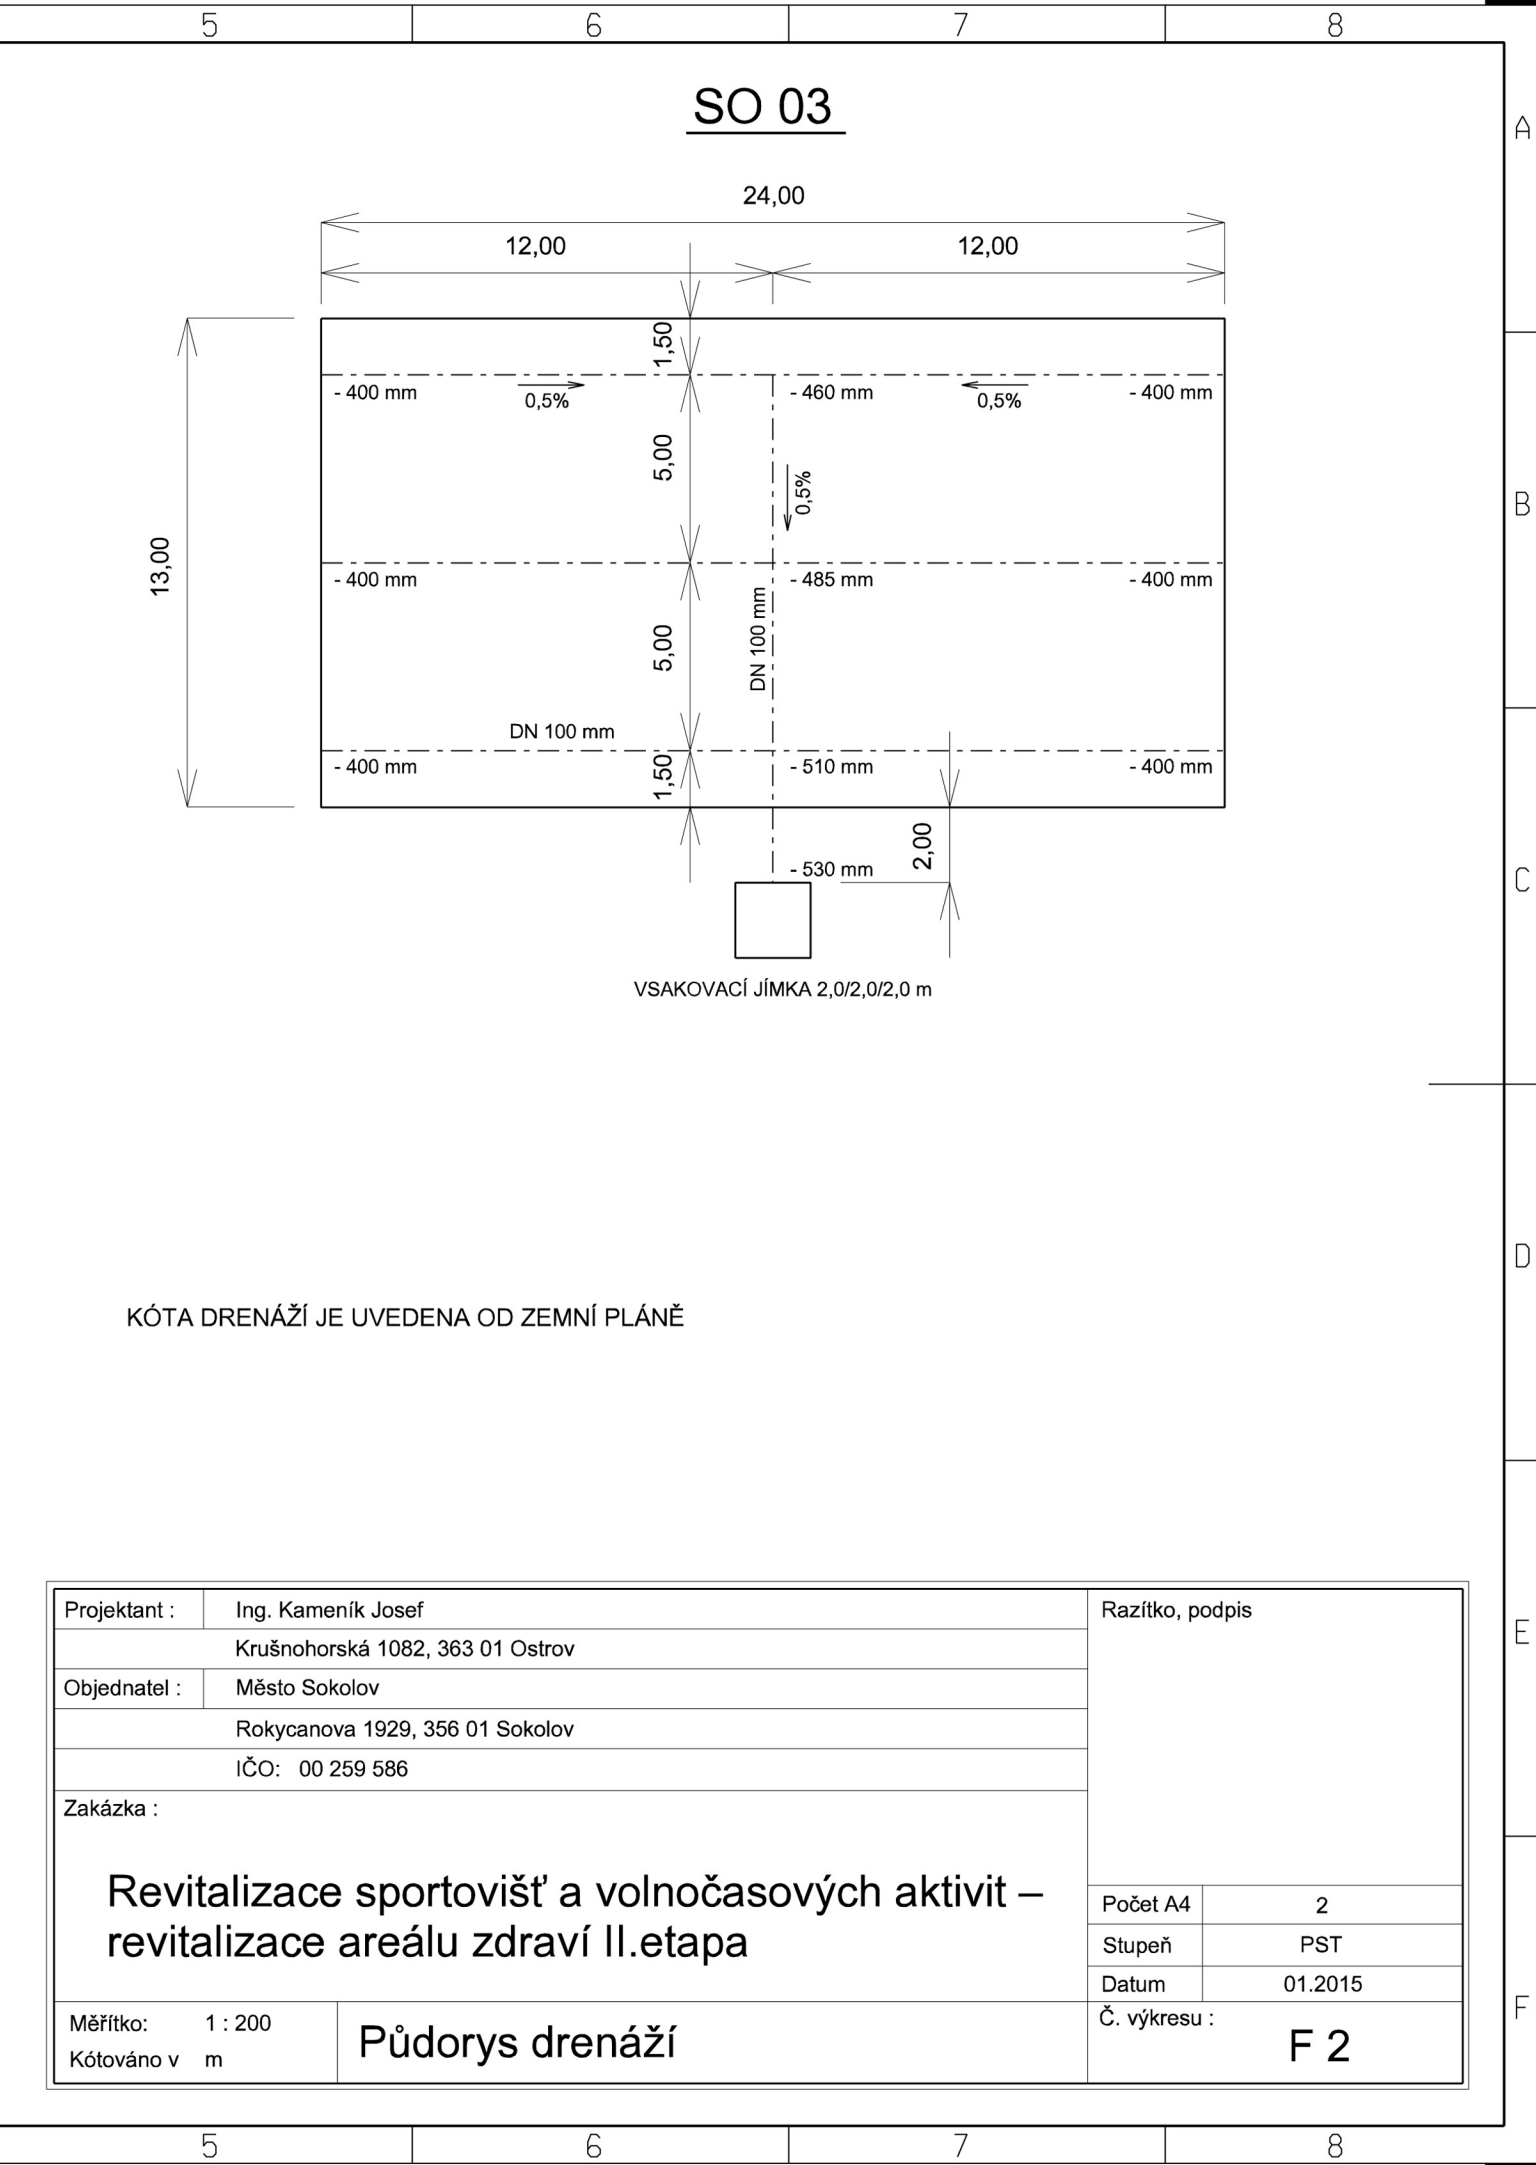 5 6 7 8
A
B
C
D
E
F
SO 03
24,00
12,00 12,00
1,50
- 400 mm 0,5% - 460 mm 0,5% - 400 mm
5,00
0,5%
13,00
- 400 mm - 485 mm - 400 mm
5,00
DN 100 mm
DN 100 mm
- 400 mm - 510 mm - 400 mm
1,50
2,00
- 530 mm
VSAKOVACÍ JÍMKA 2,0/2,0/2,0 m
KÓTA DRENÁŽÍ JE UVEDENA OD ZEMNÍ PLÁNĚ
Projektant : Ing. Kameník Josef
Krušnohorská 1082, 363 01 Ostrov
Objednatel : Město Sokolov
Rokycanova 1929, 356 01 Sokolov
IČO: 00 259 586
Razítko, podpis
Zakázka :
Revitalizace sportovišť a volnočasových aktivit –
revitalizace areálu zdraví II.etapa
Počet A4 2
Stupeň PST
Datum 01.2015
Měřítko: 1 : 200
Kótováno v m
Půdorys drenáží
Č. výkresu :
F 2
5 6 7 8